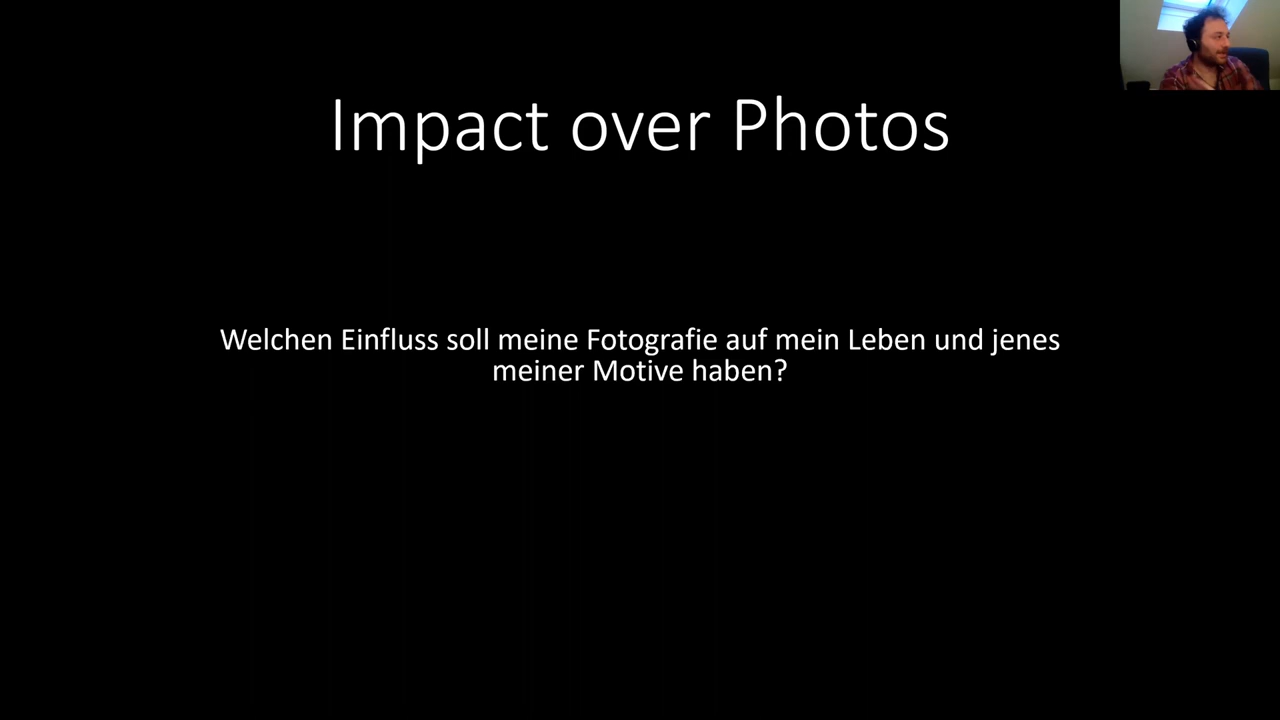 Impact over Photos
Welchen Einfluss soll meine Fotografie auf mein Leben und jenes
meiner Motive haben?